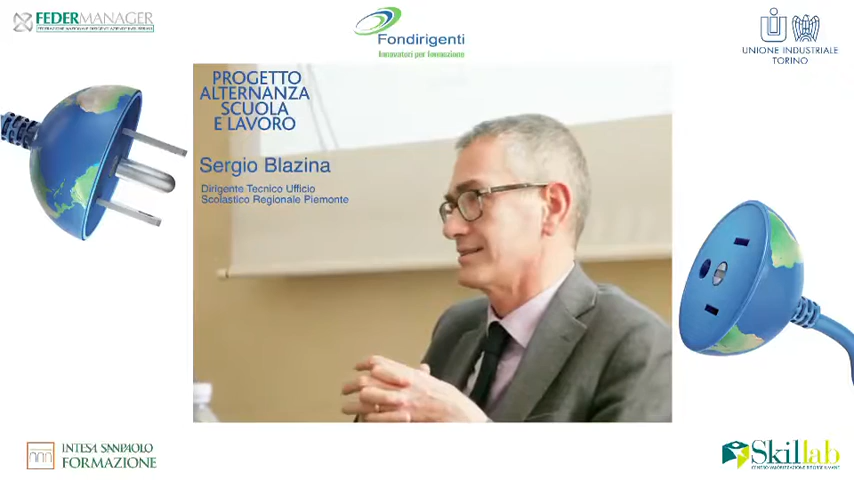 FEDERMANAGER
Fondirigenti
Innovatori per formazione
UNIONE INDUSTRIALE
TORINO
PROGETTO
ALTERNANZA
SCUOLA
E LAVORO
Sergio Blazina
Dirigente Tecnico Ufficio
Scolastico Regionale Piemonte
INTESA SANPAOLO
FORMAZIONE
Skillab